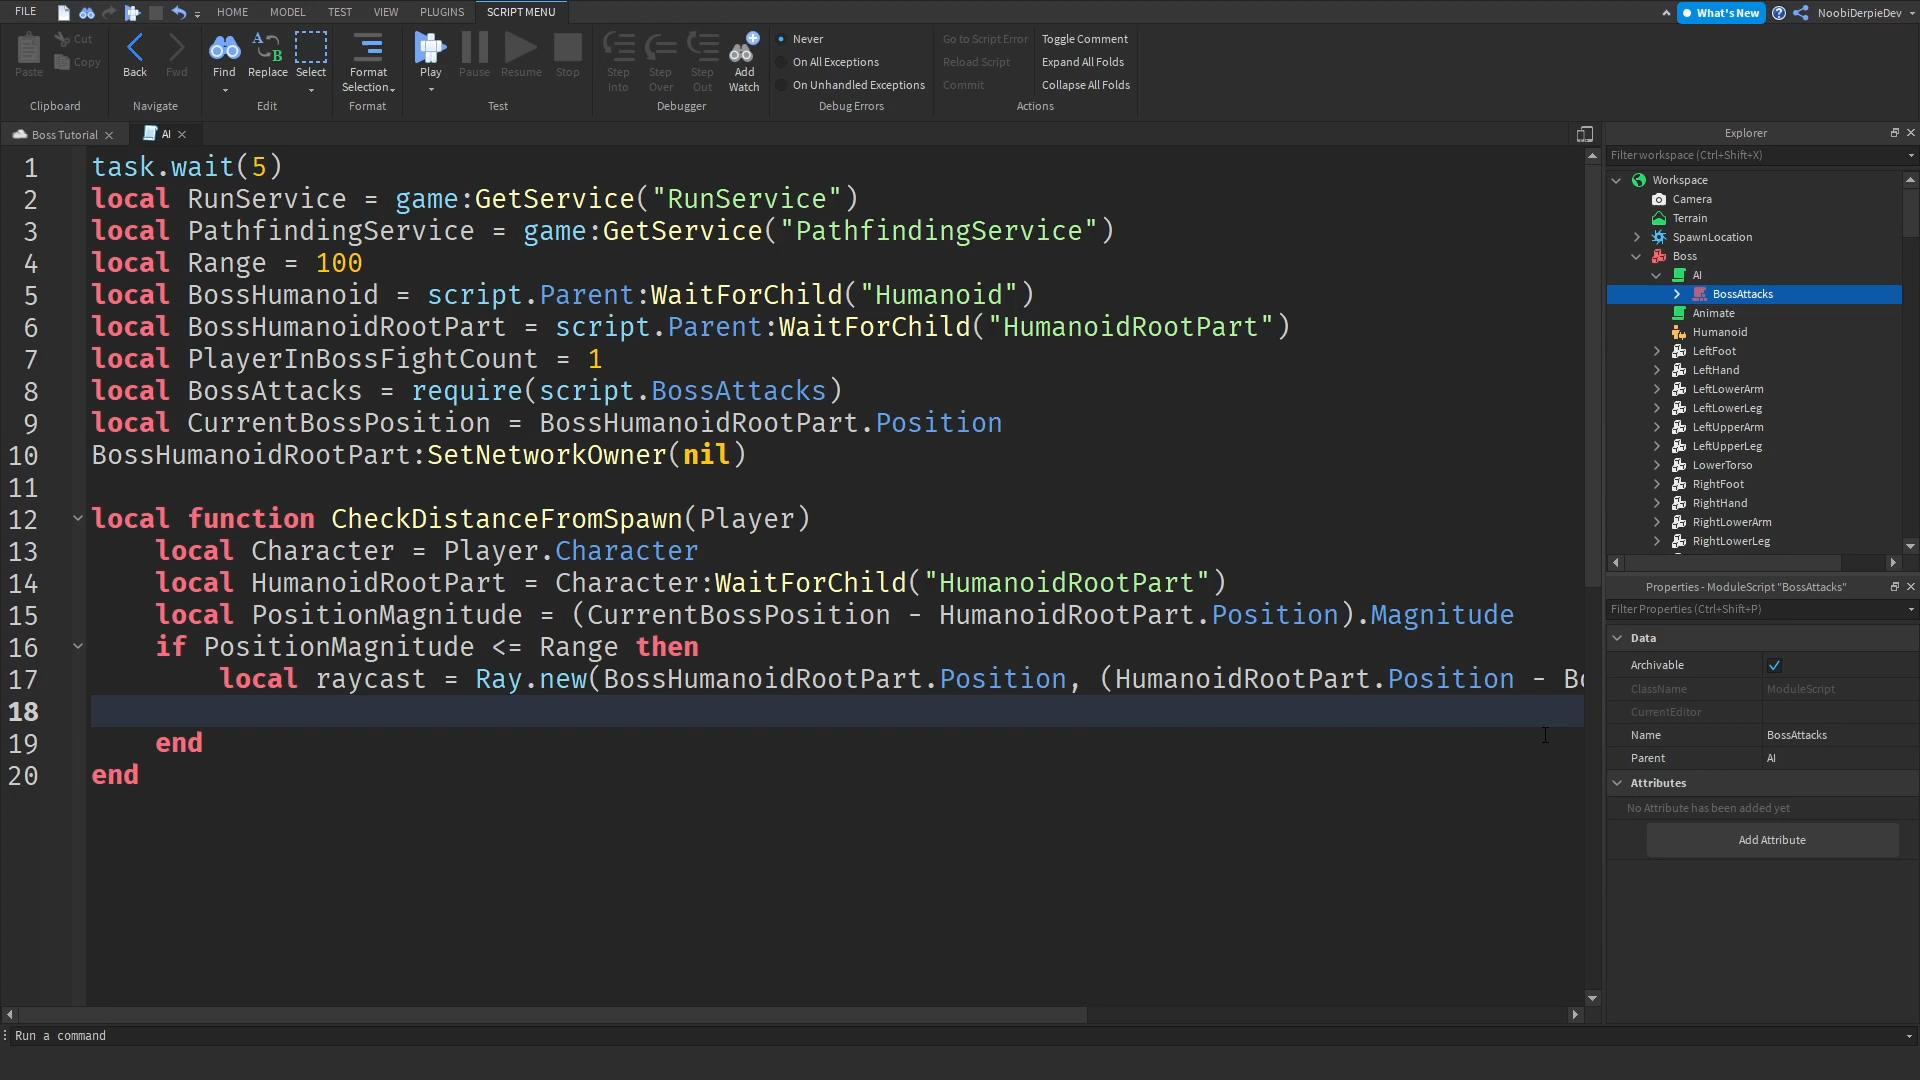 FILE HOME MODEL TEST VIEW PLUGINS SCRIPT MENU What's New NoobiDerpieDev
Paste Cut Copy Clipboard
Back Fwd Navigate
Find Replace Select Edit
Format Selection Format
Play Pause Resume Stop Test
Step Into Step Over Step Out Add Watch Debugger
Never
On All Exceptions
On Unhandled Exceptions
Debug Errors
Go to Script Error Toggle Comment
Reload Script Expand All Folds
Commit Collapse All Folds
Actions
Boss Tutorial AI
1 task.wait(5)
2 local RunService = game:GetService("RunService")
3 local PathfindingService = game:GetService("PathfindingService")
4 local Range = 100
5 local BossHumanoid = script.Parent:WaitForChild("Humanoid")
6 local BossHumanoidRootPart = script.Parent:WaitForChild("HumanoidRootPart")
7 local PlayerInBossFightCount = 1
8 local BossAttacks = require(script.BossAttacks)
9 local CurrentBossPosition = BossHumanoidRootPart.Position
10 BossHumanoidRootPart:SetNetworkOwner(nil)
11
12 local function CheckDistanceFromSpawn(Player)
13 local Character = Player.Character
14 local HumanoidRootPart = Character:WaitForChild("HumanoidRootPart")
15 local PositionMagnitude = (CurrentBossPosition - HumanoidRootPart.Position).Magnitude
16 if PositionMagnitude <= Range then
17 local raycast = Ray.new(BossHumanoidRootPart.Position, (HumanoidRootPart.Position - Bo
18
19 end
20 end
Explorer
Filter workspace (Ctrl+Shift+X)
Workspace
Camera
Terrain
SpawnLocation
Boss
AI
BossAttacks
Animate
Humanoid
LeftFoot
LeftHand
LeftLowerArm
LeftLowerLeg
LeftUpperArm
LeftUpperLeg
LowerTorso
RightFoot
RightHand
RightLowerArm
RightLowerLeg
Properties - ModuleScript "BossAttacks"
Filter Properties (Ctrl+Shift+P)
Data
Archivable
ClassName ModuleScript
CurrentEditor
Name BossAttacks
Parent AI
Attributes
No Attribute has been added yet
Add Attribute
Run a command